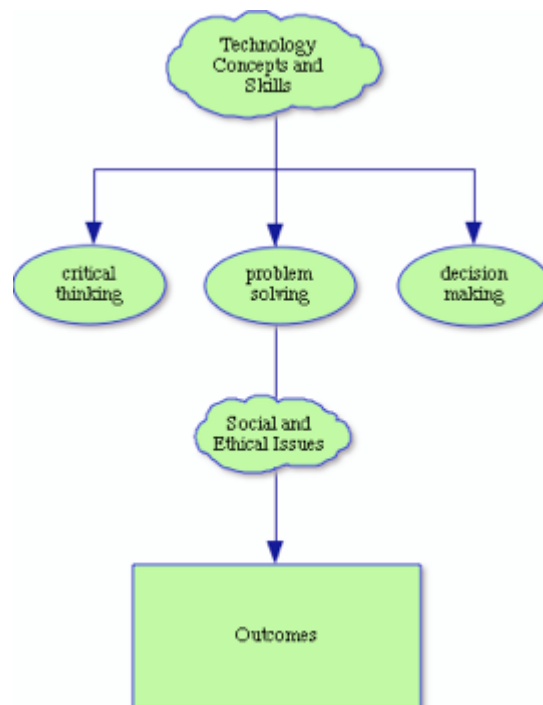 Technology
Concepts and
Skills
critical
thinking
problem
solving
decision
making
Social and
Ethical Issues
Outcomes